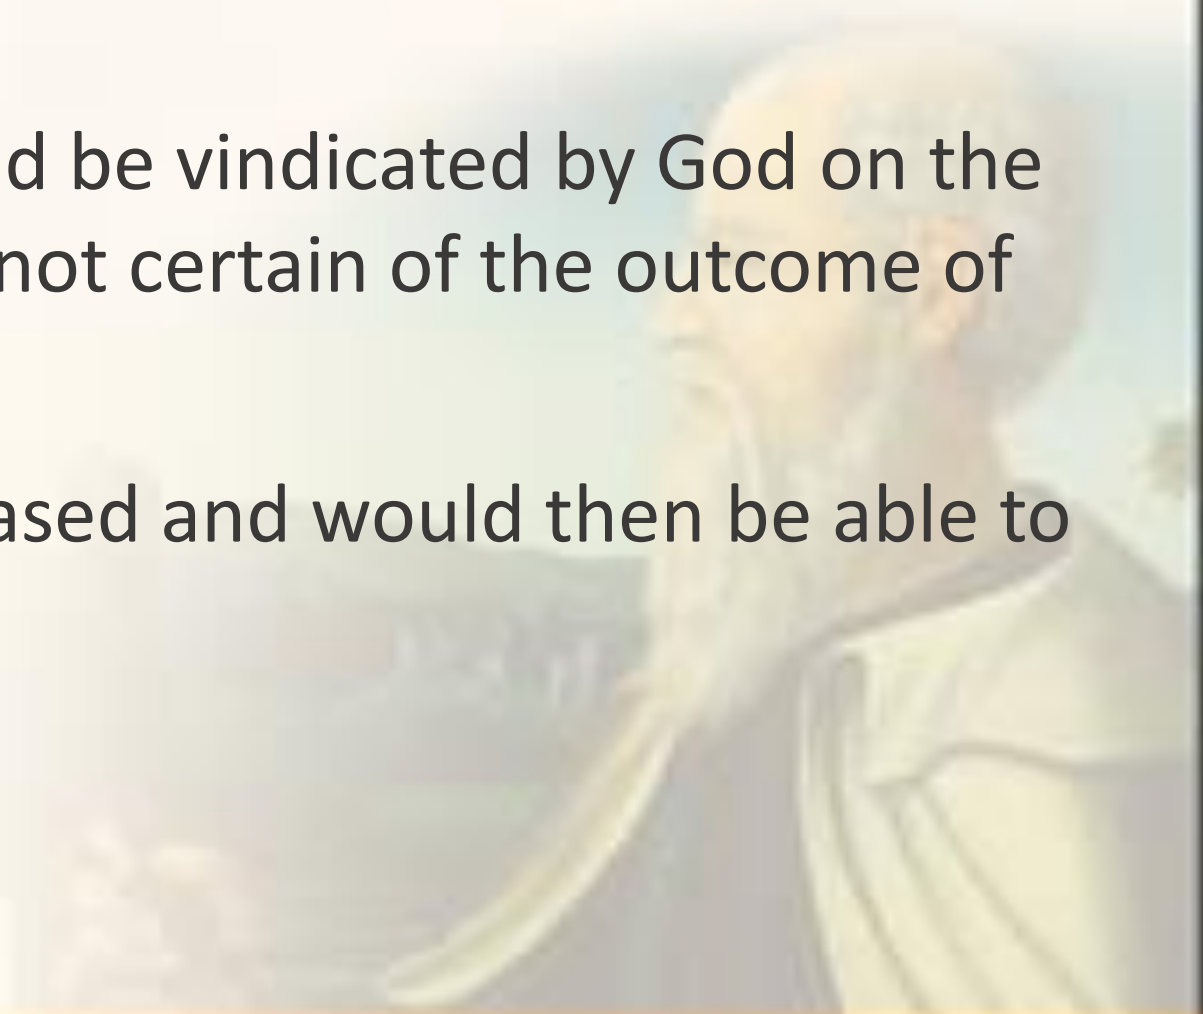 d be vindicated by God on the
not certain of the outcome of
ased and would then be able to